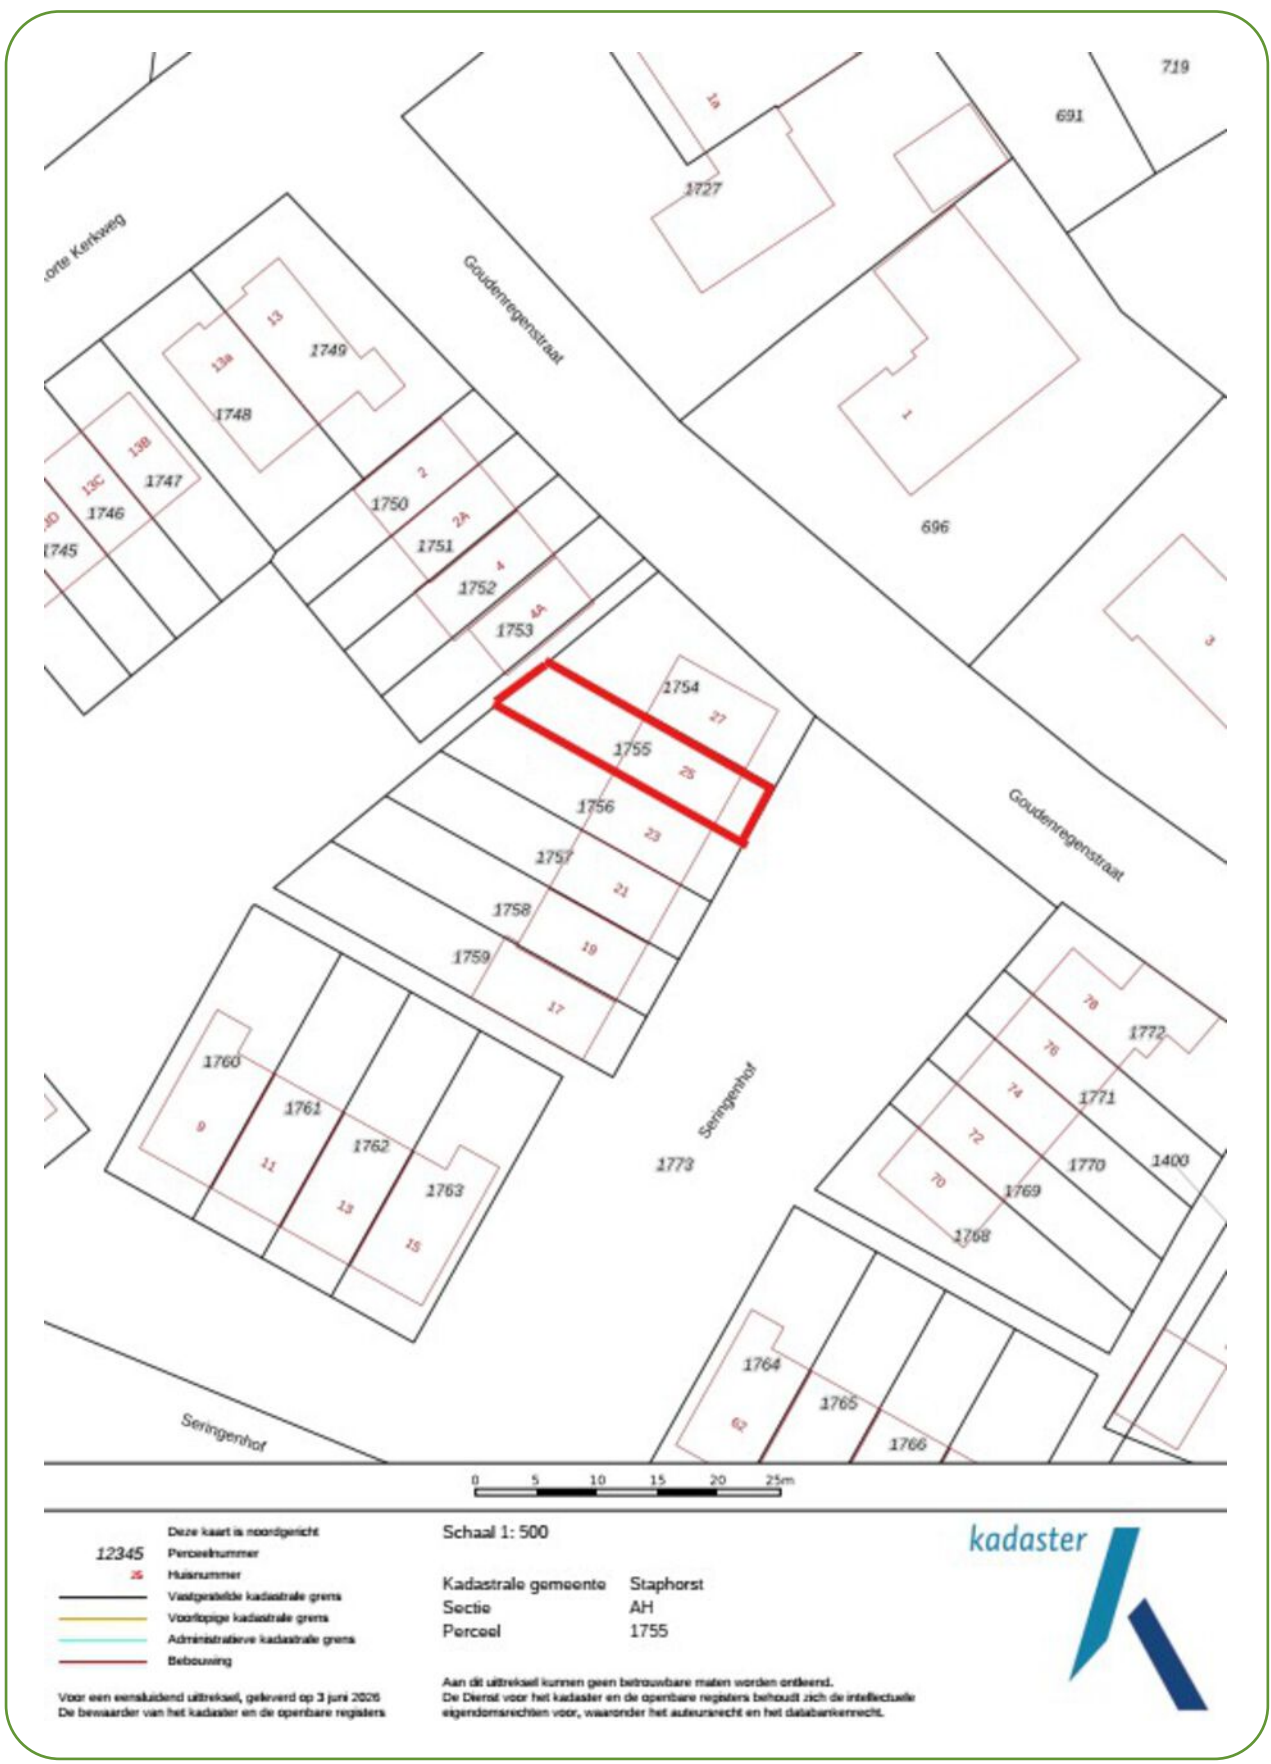 719
691
1a
1727
orte Kerkweg
Goudenregenstraat
13
1749
13a
1748
1
13B
1747
2
13C
1746
1750
2A
3D
1745
1751
696
4
1752
4A
1753
3
1754
27
1755
25
1756
23
Goudenregenstraat
1757
21
1758
19
1759
17
78
1772
76
1760
74
1771
1761
Seringenhof
9
72
1762
11
1773
1770
1400
70
1769
1763
13
1768
15
1764
62
1765
1766
Seringenhof
0 5 10 15 20 25m
Deze kaart is noordgericht
12345 Perceelnummer
25 Huisnummer
Vastgestelde kadastrale grens
Voorlopige kadastrale grens
Administratieve kadastrale grens
Bebouwing
Voor een eensluidend uittreksel, geleverd op 3 juni 2026
De bewaarder van het kadaster en de openbare registers
Schaal 1: 500
Kadastrale gemeente Staphorst
Sectie AH
Perceel 1755
Aan dit uittreksel kunnen geen betrouwbare maten worden ontleend.
De Dienst voor het kadaster en de openbare registers behoudt zich de intellectuele
eigendomsrechten voor, waaronder het auteursrecht en het databankenrecht.
kadaster